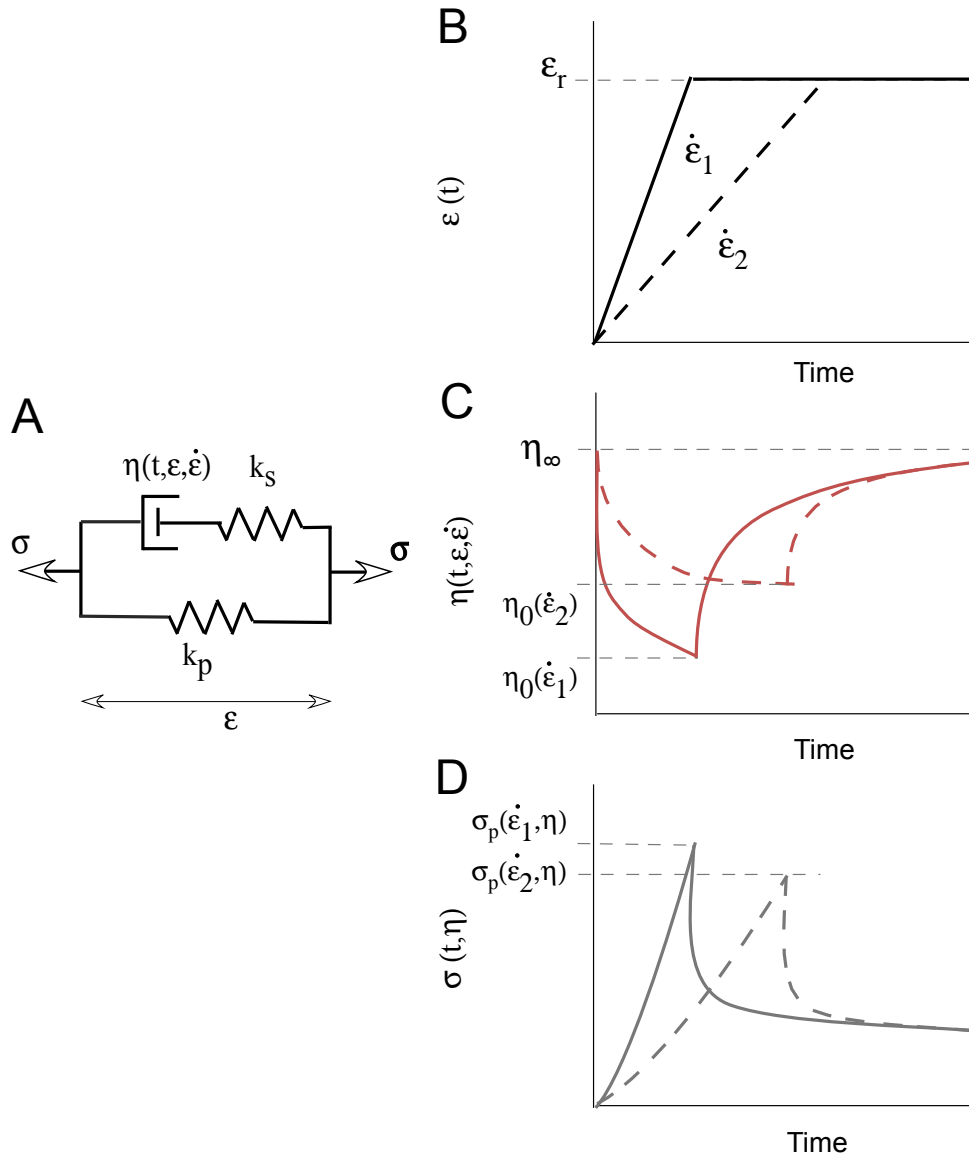 A
η(t,ε,ε̇)
k_s
σ
σ
k_p
ε
B
ε_r
ε̇_1
ε̇_2
ε (t)
Time
C
η_∞
η_0(ε̇_2)
η_0(ε̇_1)
η(t,ε,ε̇)
Time
D
σ_p(ε̇_1,η)
σ_p(ε̇_2,η)
σ (t,η)
Time